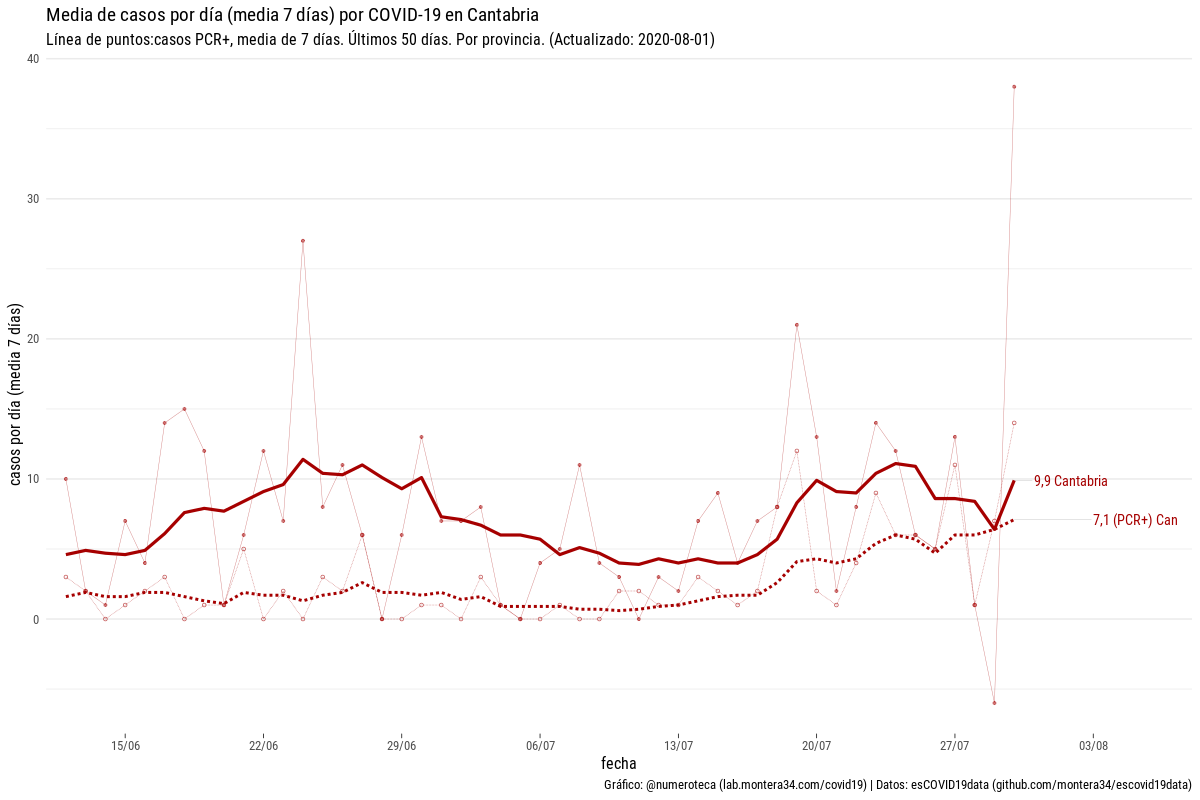 Media de casos por día (media 7 días) por COVID-19 en Cantabria
Línea de puntos:casos PCR+, media de 7 días. Últimos 50 días. Por provincia. (Actualizado: 2020-08-01)
casos por día (media 7 días)
40
30
20
10
0
9,9 Cantabria
7,1 (PCR+) Can
15/06
22/06
29/06
06/07
13/07
20/07
27/07
03/08
fecha
Gráfico: @numeroteca (lab.montera34.com/covid19) | Datos: esCOVID19data (github.com/montera34/escovid19data)